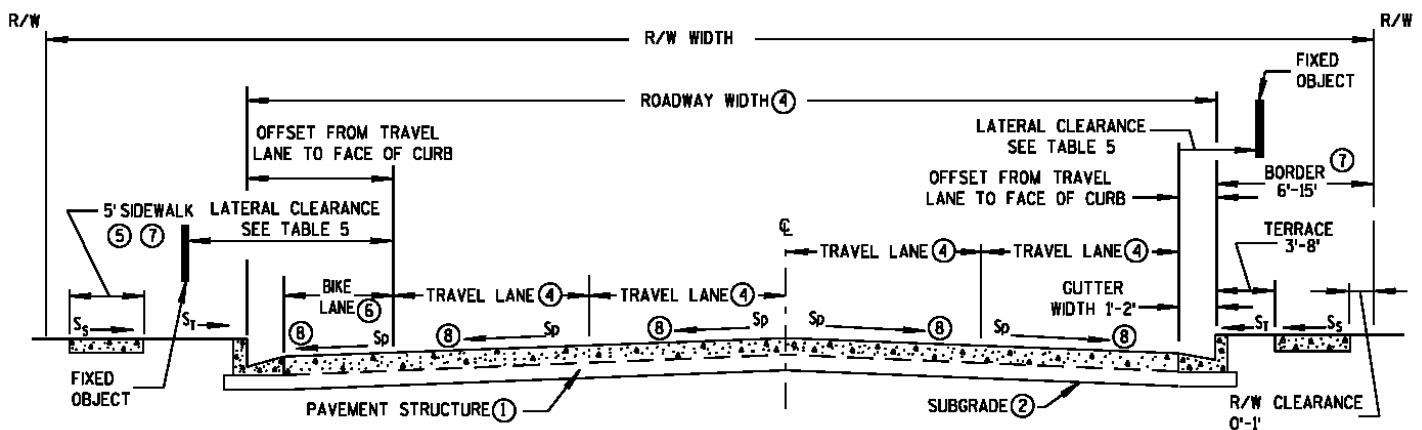 R/W
R/W
R/W WIDTH
FIXED
OBJECT
ROADWAY WIDTH ④
OFFSET FROM TRAVEL
LANE TO FACE OF CURB
LATERAL CLEARANCE
SEE TABLE 5
BORDER ⑦
6'-15'
OFFSET FROM TRAVEL
LANE TO FACE OF CURB
5' SIDEWALK
⑤ ⑦
LATERAL CLEARANCE
SEE TABLE 5
℄
TERRACE
3'-8'
TRAVEL LANE ④
TRAVEL LANE ④
BIKE
LANE ⑥
TRAVEL LANE ④
TRAVEL LANE ④
GUTTER
WIDTH 1'-2'
SS
ST
⑧
Sp
⑧
Sp
⑧
Sp
Sp
⑧
Sp
⑧
ST
SS
FIXED
OBJECT
PAVEMENT STRUCTURE ①
SUBGRADE ②
R/W CLEARANCE
0'-1'